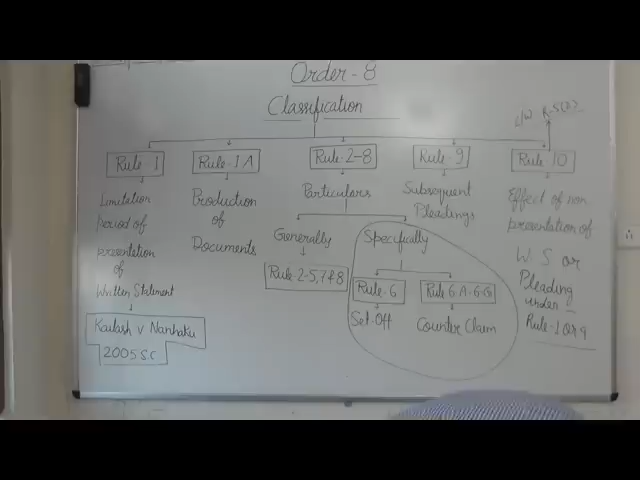 Order-8
Classification
c/w R-5(2)
Rule-1
Rule-1A
Rule-2-8
Rule-9
Rule-10
Limitation
period of
presentation
of
Written Statement
Kailash v Nanhaku
2005 S.C
Production
of
Documents
Particulars
Generally
Rule-2-5,7&8
Specifically
Rule-6
Set-Off
Rule 6A-6G
Counter Claim
Subsequent
Pleadings
Effect of non
presentation of
W.S or
Pleading
under
Rule-1 or 9